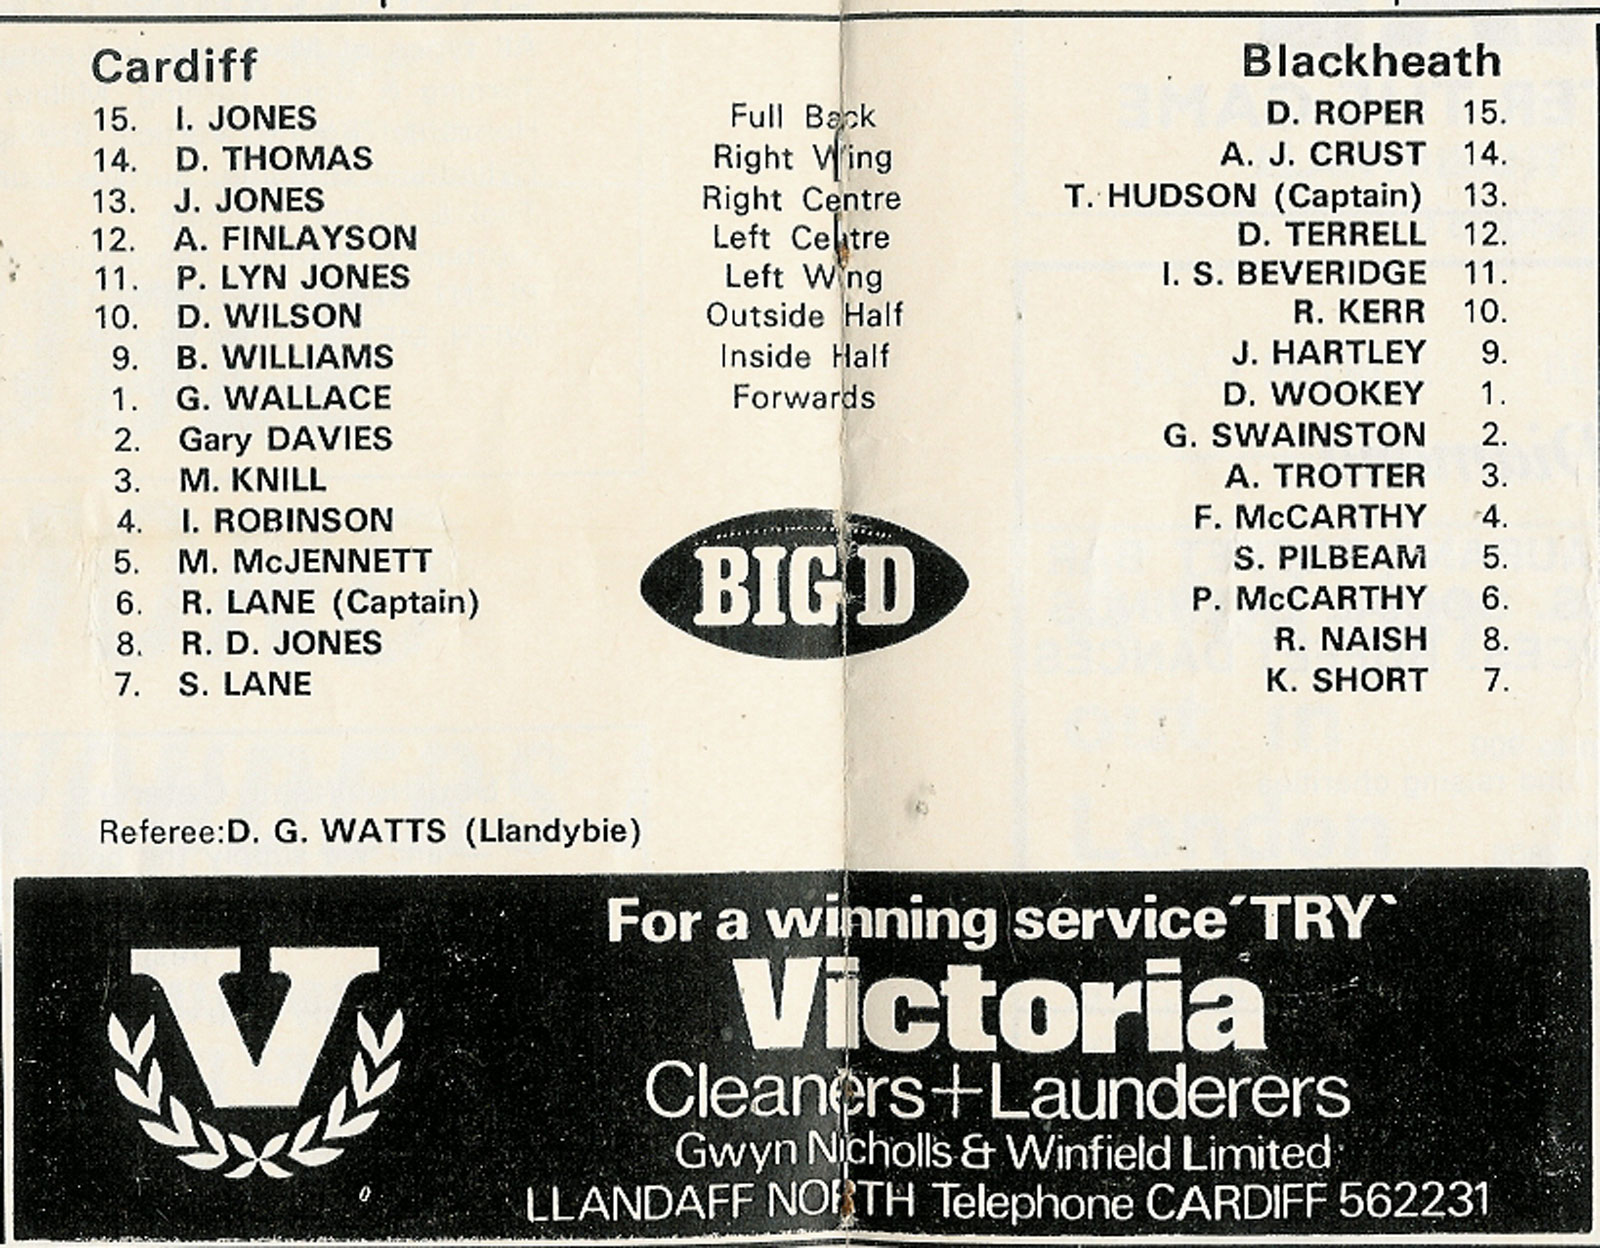 Cardiff Blackheath
15. I. JONES Full Back D. ROPER 15.
14. D. THOMAS Right Wing A. J. CRUST 14.
13. J. JONES Right Centre T. HUDSON (Captain) 13.
12. A. FINLAYSON Left Centre D. TERRELL 12.
11. P. LYN JONES Left Wing I. S. BEVERIDGE 11.
10. D. WILSON Outside Half R. KERR 10.
9. B. WILLIAMS Inside Half J. HARTLEY 9.
1. G. WALLACE Forwards D. WOOKEY 1.
2. Gary DAVIES G. SWAINSTON 2.
3. M. KNILL A. TROTTER 3.
4. I. ROBINSON F. McCARTHY 4.
5. M. McJENNETT S. PILBEAM 5.
6. R. LANE (Captain) P. McCARTHY 6.
8. R. D. JONES R. NAISH 8.
7. S. LANE K. SHORT 7.
BIG D
Referee:D. G. WATTS (Llandybie)
V
For a winning service ´TRY`
Victoria
Cleaners+Launderers
Gwyn Nicholls & Winfield Limited
LLANDAFF NORTH Telephone CARDIFF 562231